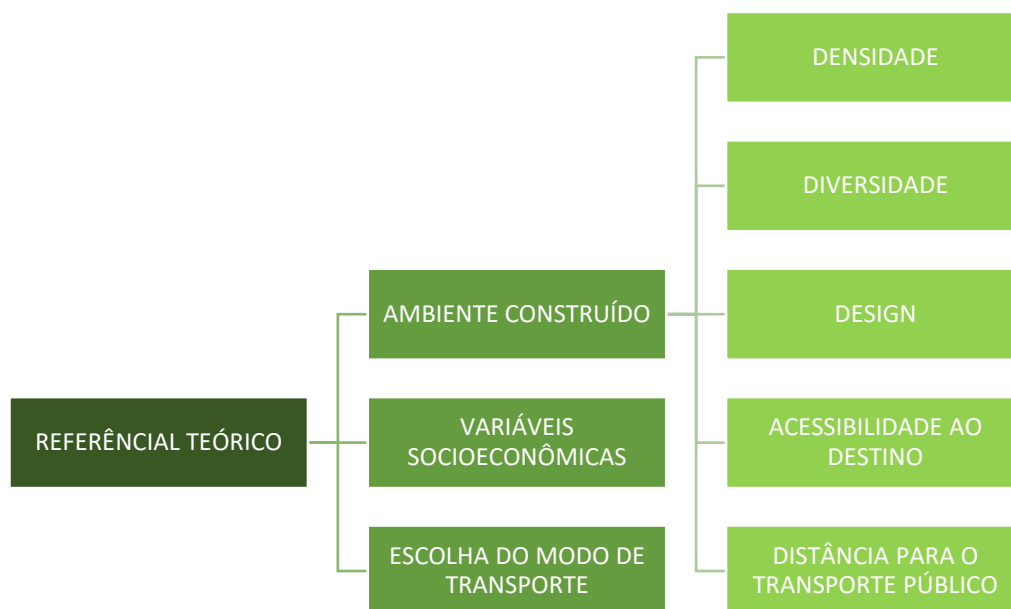 DENSIDADE
DIVERSIDADE
AMBIENTE CONSTRUÍDO
DESIGN
REFERÊNCIAL TEÓRICO
VARIÁVEIS
SOCIOECONÔMICAS
ACESSIBILIDADE AO
DESTINO
ESCOLHA DO MODO DE
TRANSPORTE
DISTÂNCIA PARA O
TRANSPORTE PÚBLICO